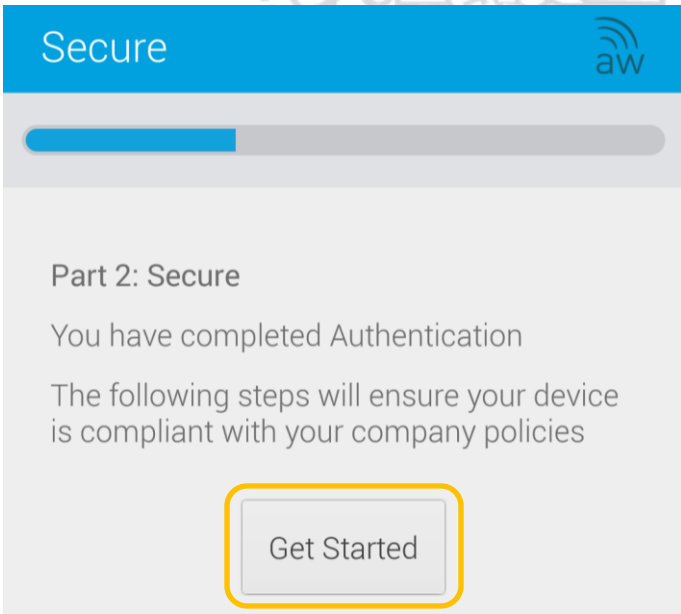 Secure
aw
Part 2: Secure
You have completed Authentication
The following steps will ensure your device
is compliant with your company policies
Get Started